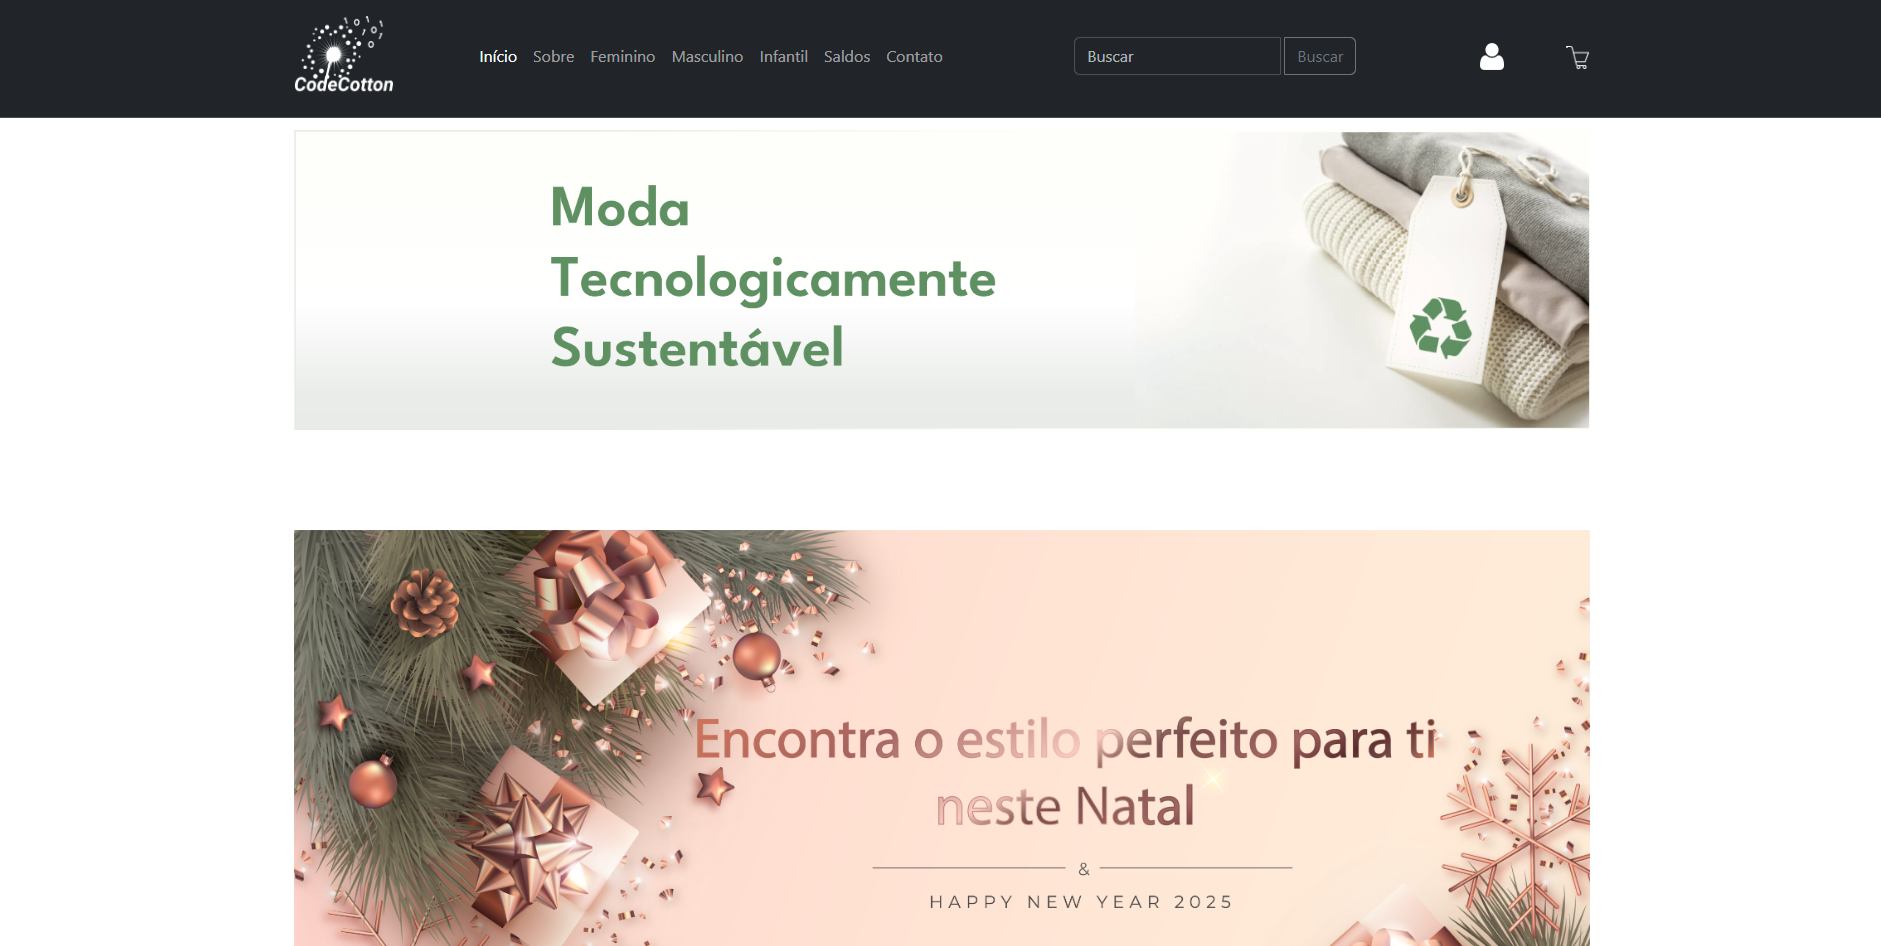 CodeCotton
Início Sobre Feminino Masculino Infantil Saldos Contato
Buscar
Buscar
Moda
Tecnologicamente
Sustentável
Encontra o estilo perfeito para ti
neste Natal
&
HAPPY NEW YEAR 2025